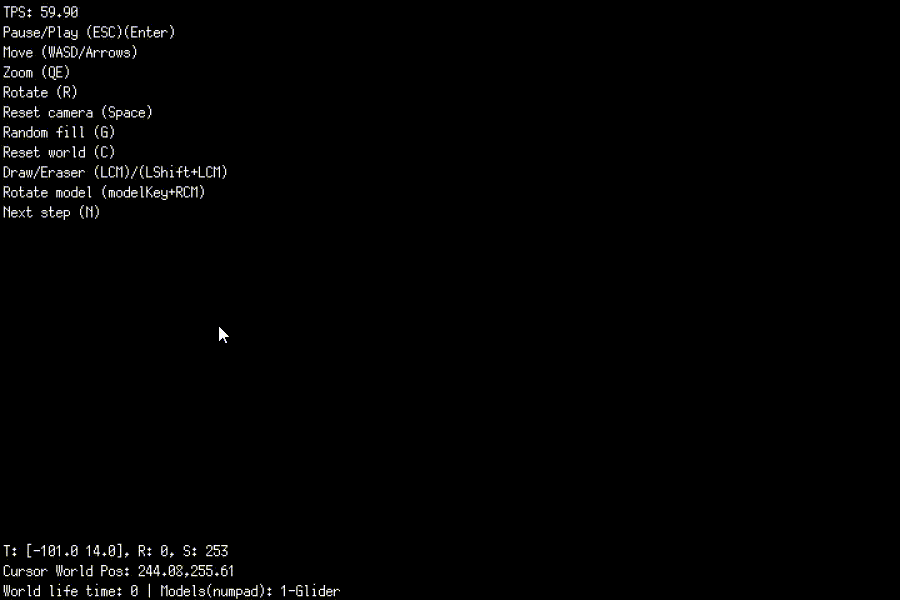 TPS: 59.90
Pause/Play (ESC)(Enter)
Move (WASD/Arrows)
Zoom (QE)
Rotate (R)
Reset camera (Space)
Random fill (G)
Reset world (C)
Draw/Eraser (LCM)/(LShift+LCM)
Rotate model (modelKey+RCM)
Next step (N)
T: [-101.0 14.0], R: 0, S: 253
Cursor World Pos: 244.08,255.61
World life time: 0 | Models(numpad): 1-Glider